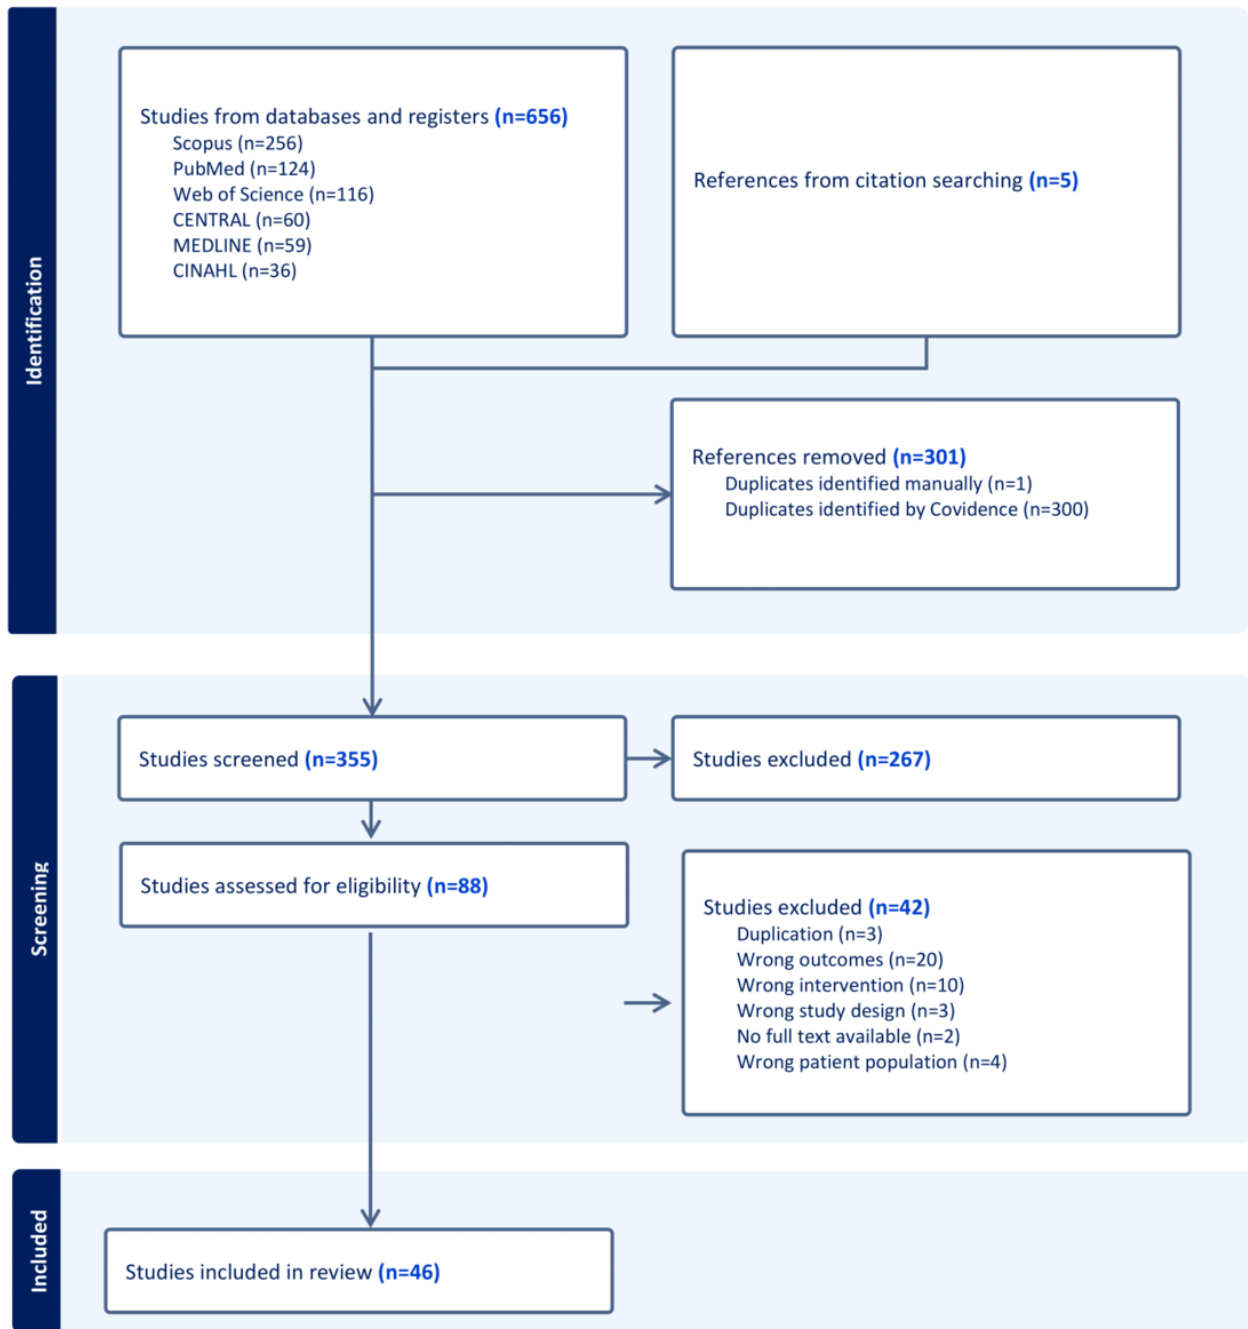 Identification
Studies from databases and registers (n=656)
Scopus (n=256)
PubMed (n=124)
Web of Science (n=116)
CENTRAL (n=60)
MEDLINE (n=59)
CINAHL (n=36)
References from citation searching (n=5)
References removed (n=301)
Duplicates identified manually (n=1)
Duplicates identified by Covidence (n=300)
Screening
Studies screened (n=355)
Studies excluded (n=267)
Studies assessed for eligibility (n=88)
Studies excluded (n=42)
Duplication (n=3)
Wrong outcomes (n=20)
Wrong intervention (n=10)
Wrong study design (n=3)
No full text available (n=2)
Wrong patient population (n=4)
Included
Studies included in review (n=46)